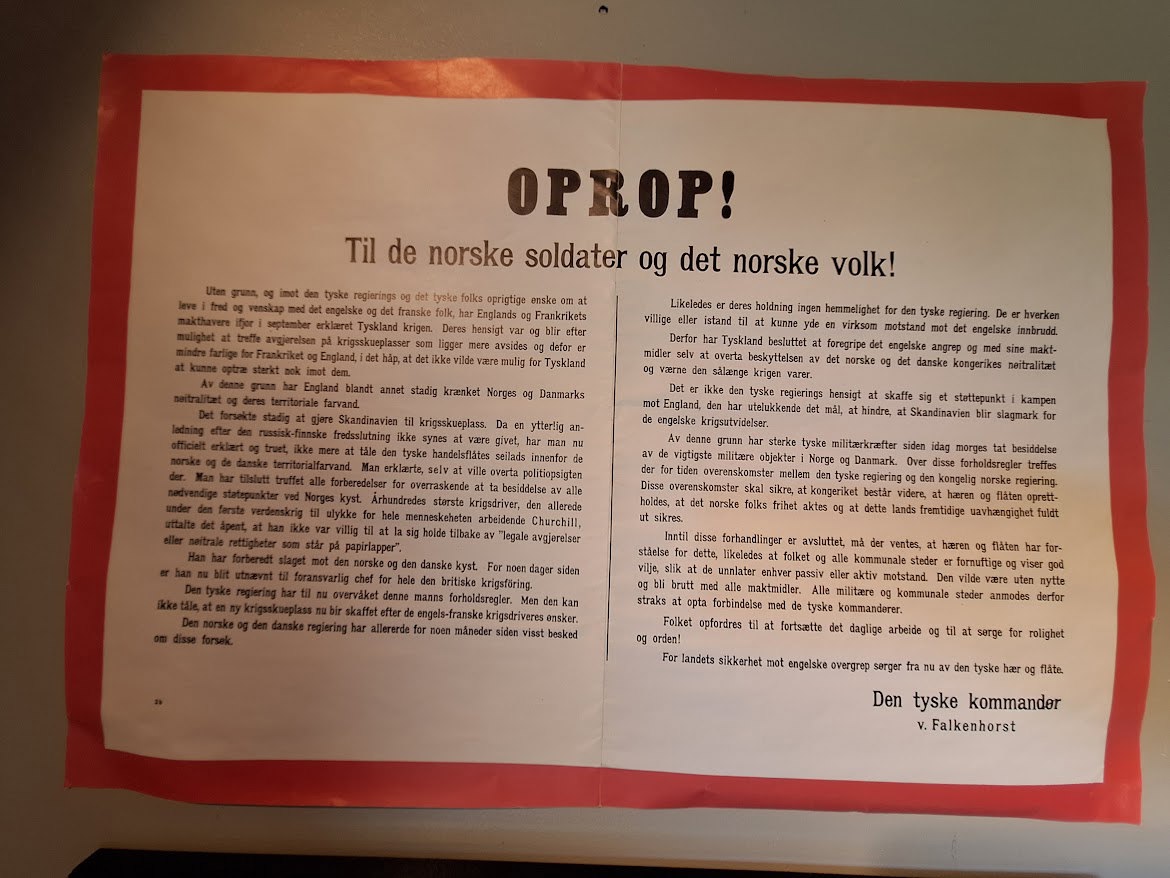 OPROP!
Til de norske soldater og det norske volk!
Uten grunn, og imot den tyske regierings og det tyske folks oprigtige ønske om at
leve i fred og venskap med det engelske og det franske folk, har Englands og Frankrikets
makthavere ifjor i september erklæret Tyskland krigen. Deres hensigt var og blir efter
mulighet at treffe avgjørelsen på krigsskueplasser som ligger mere avsides og defor er
mindre farlige for Frankriket og England, i det håp, at det ikke vilde være mulig for Tyskland
at kunne optræ sterkt nok imot dem.
Av denne grunn har England blandt annet stadig krænket Norges og Danmarks
nøitralitæt og deres territoriale farvand.
Det forsøkte stadig at gjøre Skandinavien til krigsskueplass. Da en ytterlig an-
ledning efter den russisk-finnske fredsslutning ikke synes at være givet, har man nu
officielt erklært og truet, ikke mere at tåle den tyske handelsflåtes seilads innenfor de
norske og de danske territorialfarvand. Man erklærte, selv at ville overta politiopsigten
der. Man har tilslutt truffet alle forberedelser for overraskende at ta besiddelse av alle
nødvendige støtepunkter ved Norges kyst. Århundredes største krigsdriver, den allerede
under den første verdenskrig til ulykke for hele menneskeheten arbeidende Churchill,
uttalte det åpent, at han ikke var villig til at la sig holde tilbake av "legale avgjørelser
eller nøitrale rettigheter som står på papirlapper".
Han har forberedt slaget mot den norske og den danske kyst. For noen dager siden
er han nu blit utnævnt til foransvarlig chef for hele den britiske krigsföring.
Den tyske regiering har til nu overvåket denne manns forholdsregler. Men den kan
ikke tåle, at en ny krigsskueplass nu bir skaffet efter de engels-franske krigsdriveres ønsker.
Den norske og den danske regiering har allererde for noen måneder siden visst besked
om disse forsøk.
Likeledes er deres holdning ingen hemmelighet for den tyske regiering. De er hverken
villige eller istand til at kunne yde en virksom motstand mot det engelske innbrudd.
Derfor har Tyskland besluttet at foregripe det engelske angrep og med sine makt-
midler selv at overta beskyttelsen av det norske og det danske kongerikes nøitralitæt
og værne den sålænge krigen varer.
Det er ikke den tyske regierings hensigt at skaffe sig et støttepunkt i kampen
mot England, den har utelukkende det mål, at hindre, at Skandinavien blir slagmark for
de engelske krigsutvidelser.
Av denne grunn har sterke tyske militærkræfter siden idag morges tat besiddelse
av de vigtigste militære objekter i Norge og Danmark. Over disse forholdsregler treffes
der for tiden overenskomster mellem den tyske regiering og den kongelig norske regiering.
Disse overenskomster skal sikre, at kongeriket består videre, at hæren og flåten oprett-
holdes, at det norske folks frihet aktes og at dette lands fremtidige uavhængighet fuldt
ut sikres.
Inntil disse forhandlinger er avsluttet, må der ventes, at hæren og flåten har for-
ståelse for dette, likeledes at folket og alle kommunale steder er fornuftige og viser god
vilje, slik at de unnlater enhver passiv eller aktiv motstand. Den vilde være uten nytte
og bli brutt med alle maktmidler. Alle militære og kommunale steder anmodes derfor
straks at opta forbindelse med de tyske kommanderer.
Folket opfordres til at fortsætte det daglige arbeide og til at sørge for rolighet
og orden!
For landets sikkerhet mot engelske overgrep sørger fra nu av den tyske hær og flåte.
Den tyske kommandør
v. Falkenhorst